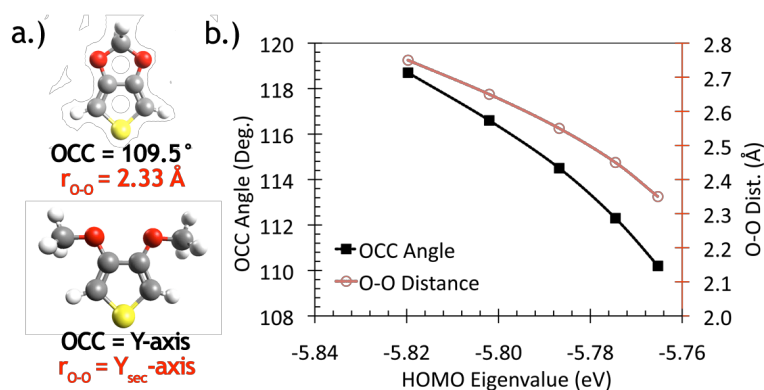 a.)
OCC = 109.5°
rO-O = 2.33 Å
OCC = Y-axis
rO-O = Ysec-axis
b.)
120
118
116
114
112
110
108
OCC Angle (Deg.)
OCC Angle
O-O Distance
2.8
2.7
2.6
2.5
2.4
2.3
2.2
2.1
2.0
O-O Dist. (Å)
-5.84 -5.82 -5.80 -5.78 -5.76
HOMO Eigenvalue (eV)